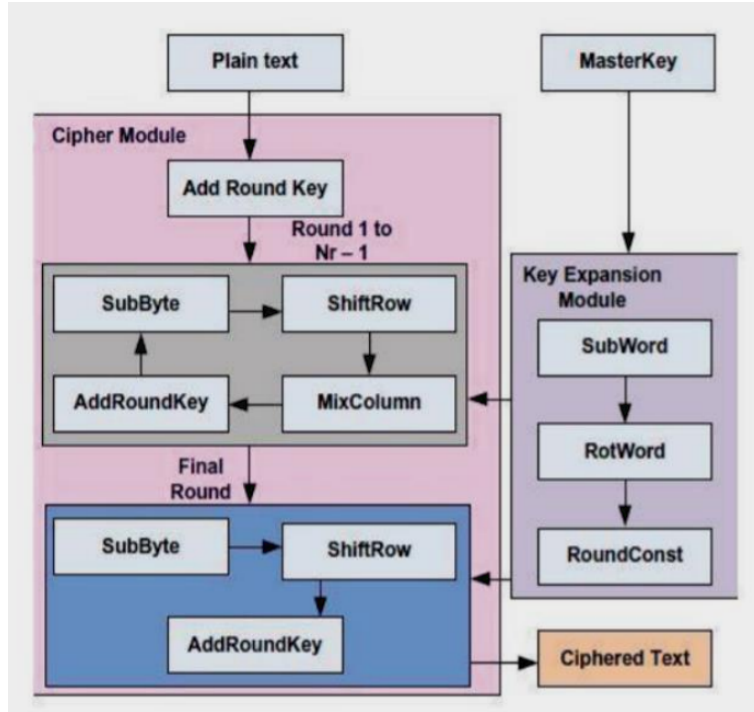 Plain text
MasterKey
Cipher Module
Add Round Key
Round 1 to
Nr – 1
SubByte
ShiftRow
AddRoundKey
MixColumn
Key Expansion
Module
SubWord
RotWord
RoundConst
Final
Round
SubByte
ShiftRow
AddRoundKey
Ciphered Text